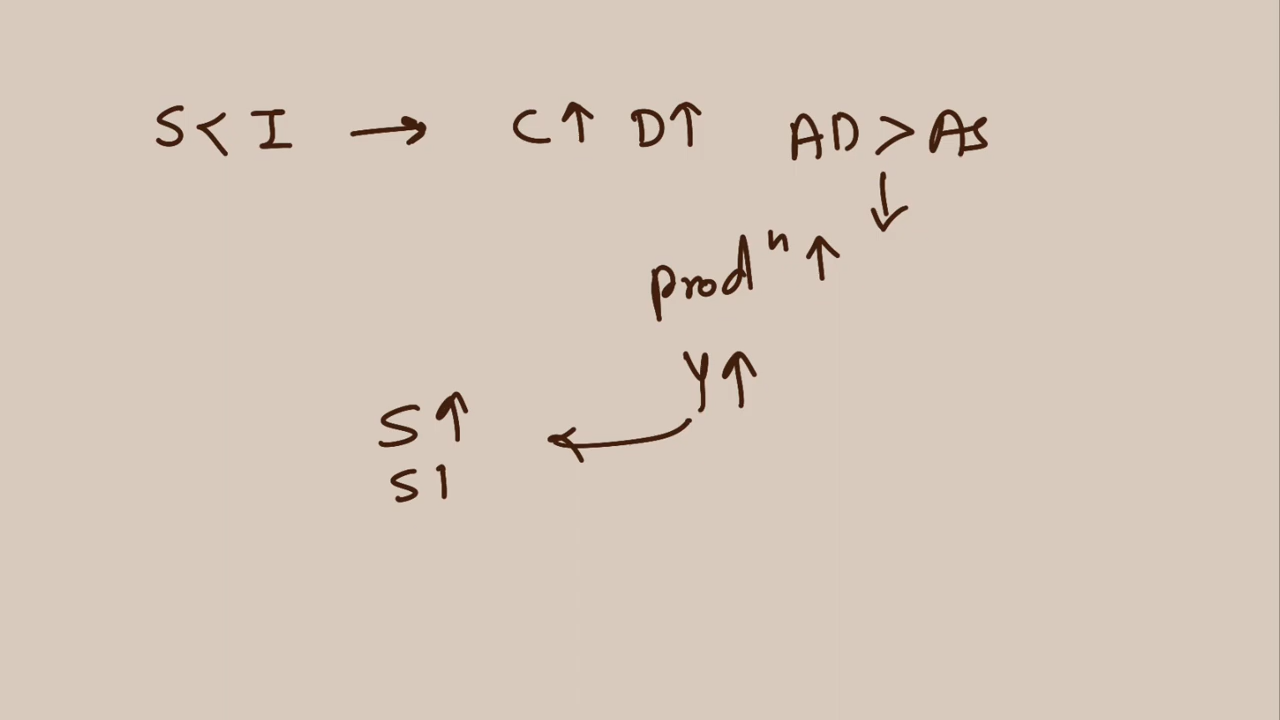 S < I → C↑ D↑ AD > AS
↓
prodⁿ ↑
Y↑
S↑ ←
S1